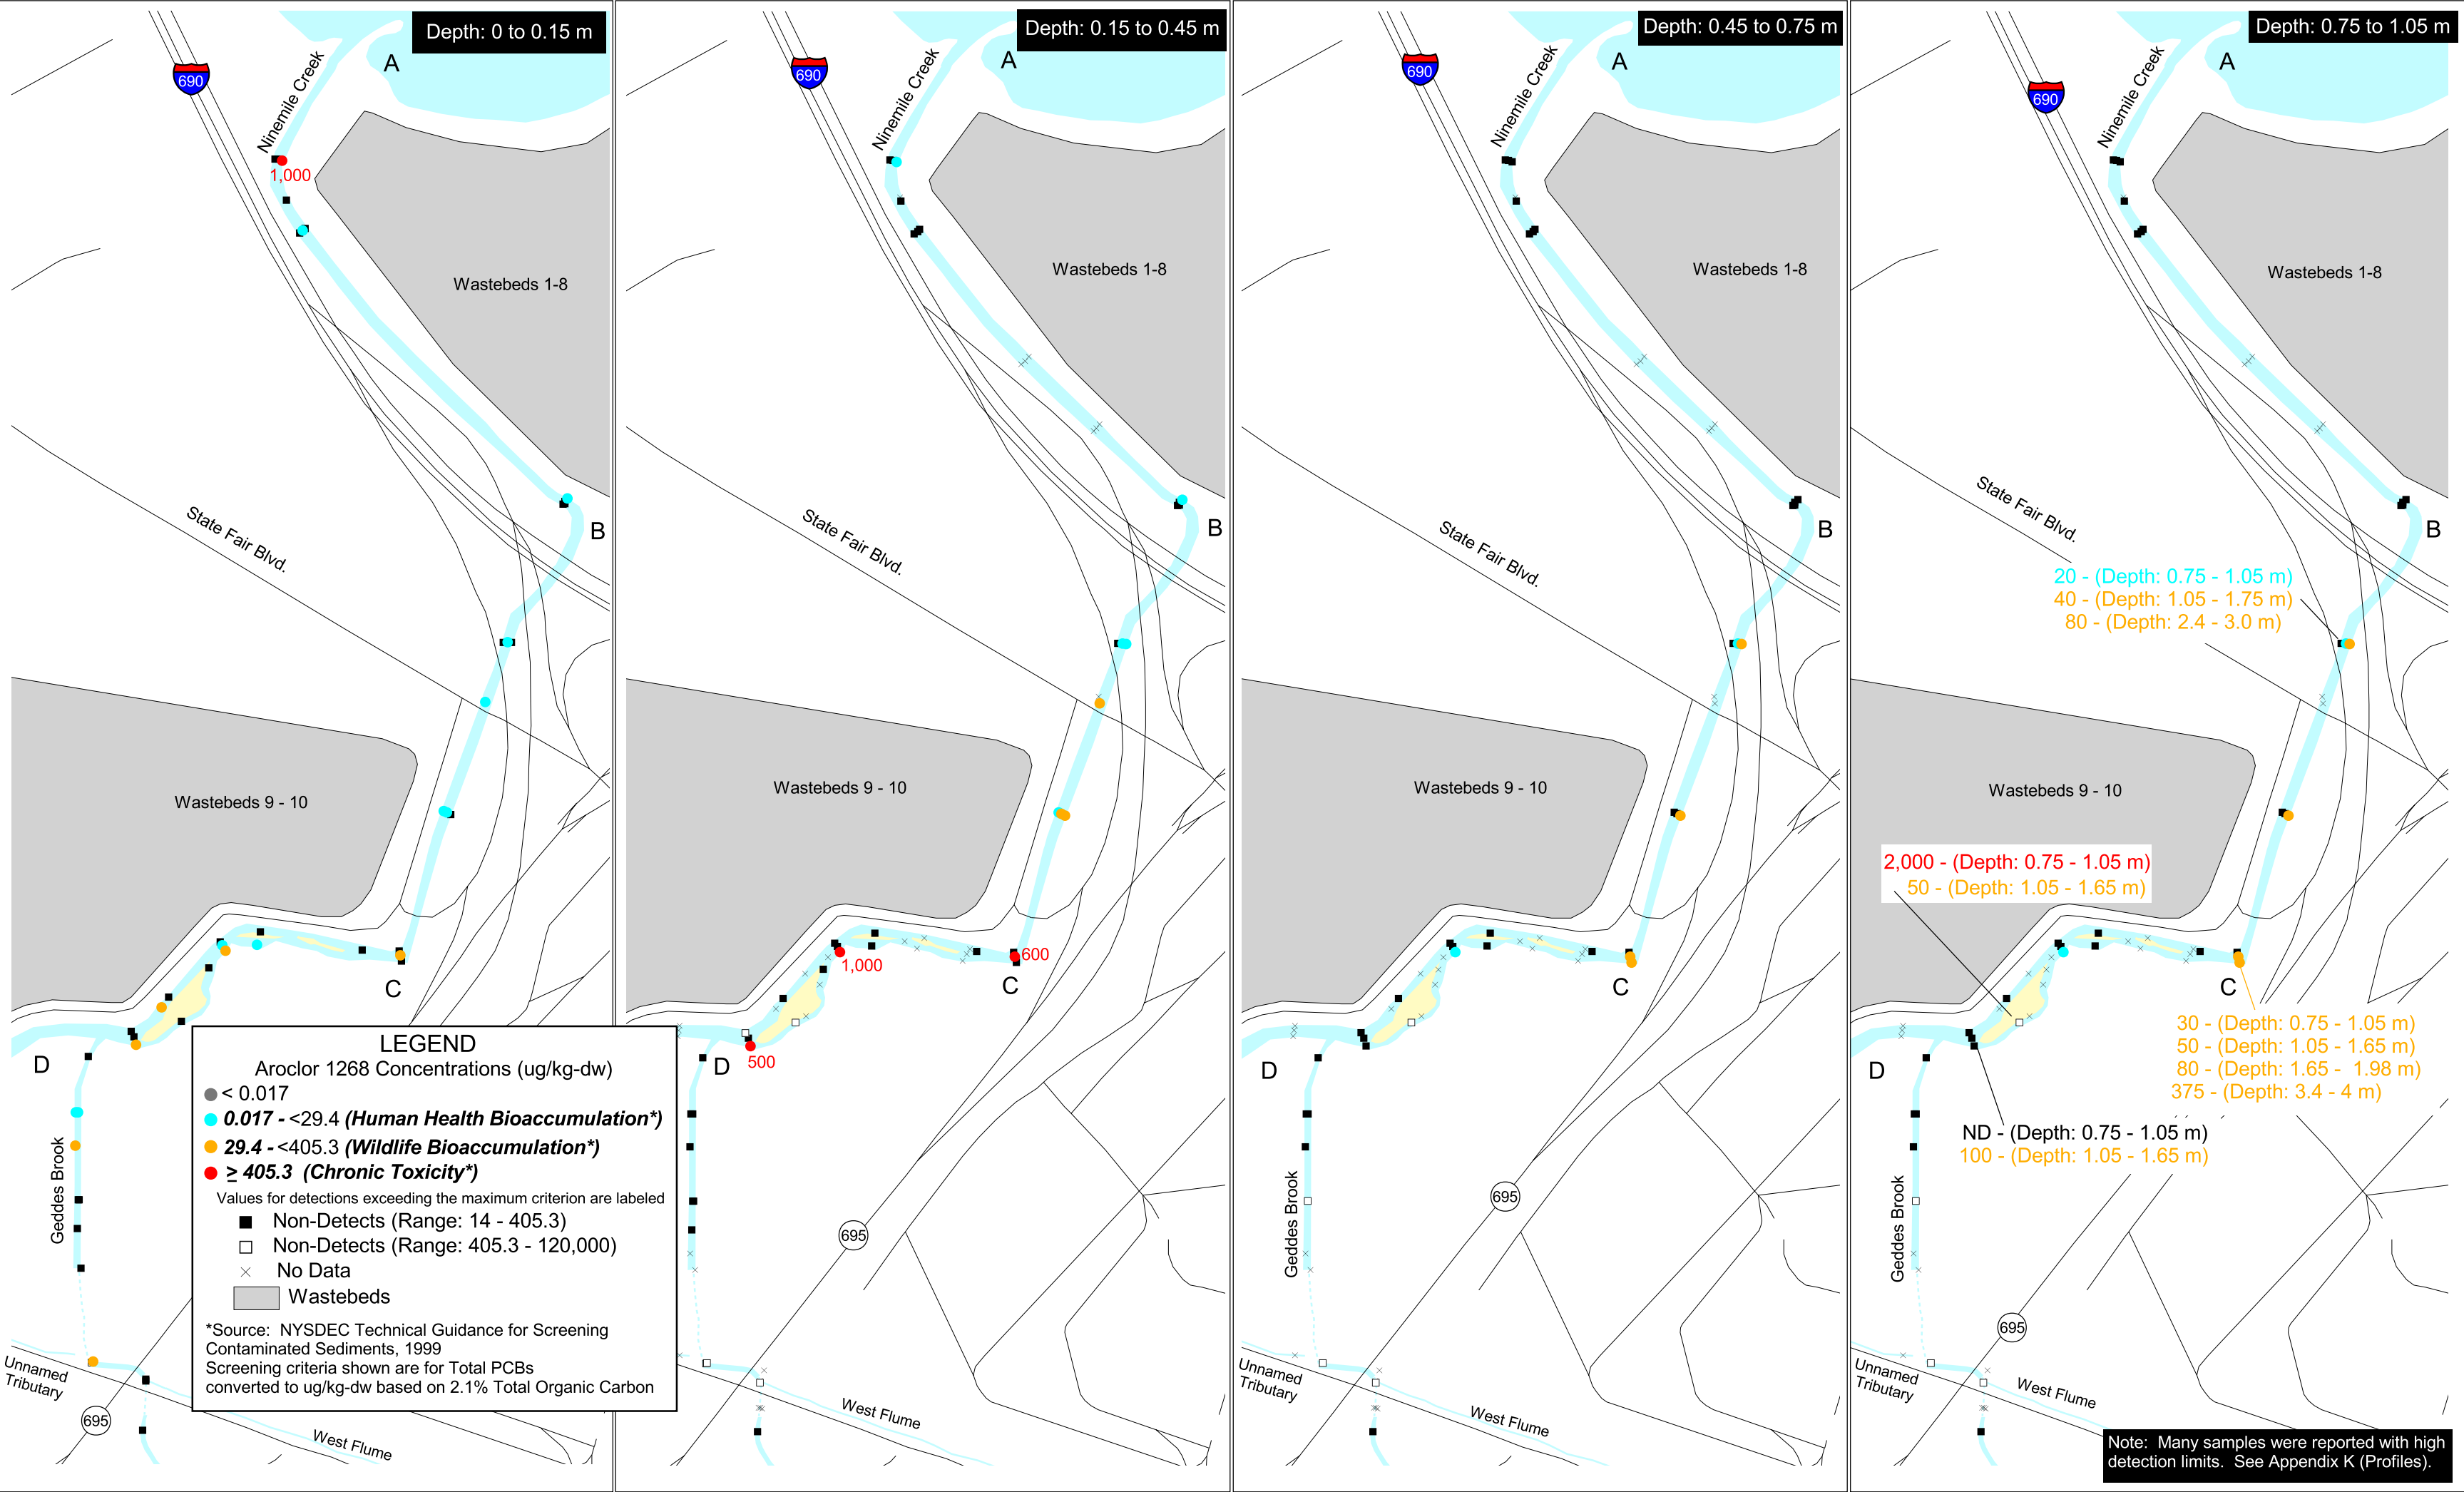 Depth: 0 to 0.15 m
A
690
Ninemile Creek
1,000
Wastebeds 1-8
B
State Fair Blvd.
Wastebeds 9 - 10
C
D
Geddes Brook
Unnamed
Tributary
695
West Flume
LEGEND
Aroclor 1268 Concentrations (ug/kg-dw)
< 0.017
0.017 - <29.4 (Human Health Bioaccumulation*)
29.4 - <405.3 (Wildlife Bioaccumulation*)
≥ 405.3 (Chronic Toxicity*)
Values for detections exceeding the maximum criterion are labeled
Non-Detects (Range: 14 - 405.3)
Non-Detects (Range: 405.3 - 120,000)
No Data
Wastebeds
*Source: NYSDEC Technical Guidance for Screening
Contaminated Sediments, 1999
Screening criteria shown are for Total PCBs
converted to ug/kg-dw based on 2.1% Total Organic Carbon
Depth: 0.15 to 0.45 m
A
690
Ninemile Creek
Wastebeds 1-8
B
State Fair Blvd.
Wastebeds 9 - 10
600
1,000
C
500
D
695
West Flume
Depth: 0.45 to 0.75 m
A
690
Ninemile Creek
Wastebeds 1-8
B
State Fair Blvd.
Wastebeds 9 - 10
C
D
695
Geddes Brook
Unnamed
Tributary
West Flume
Depth: 0.75 to 1.05 m
A
690
Ninemile Creek
Wastebeds 1-8
State Fair Blvd.
B
20 - (Depth: 0.75 - 1.05 m)
40 - (Depth: 1.05 - 1.75 m)
80 - (Depth: 2.4 - 3.0 m)
Wastebeds 9 - 10
2,000 - (Depth: 0.75 - 1.05 m)
50 - (Depth: 1.05 - 1.65 m)
C
30 - (Depth: 0.75 - 1.05 m)
50 - (Depth: 1.05 - 1.65 m)
80 - (Depth: 1.65 - 1.98 m)
375 - (Depth: 3.4 - 4 m)
D
ND - (Depth: 0.75 - 1.05 m)
100 - (Depth: 1.05 - 1.65 m)
Geddes Brook
695
Unnamed
Tributary
West Flume
Note: Many samples were reported with high
detection limits. See Appendix K (Profiles).